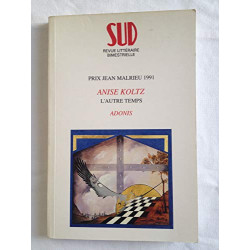 SUD
REVUE LITTÉRAIRE
BIMESTRIELLE
PRIX JEAN MALRIEU 1991
ANISE KOLTZ
L'AUTRE TEMPS
ADONIS